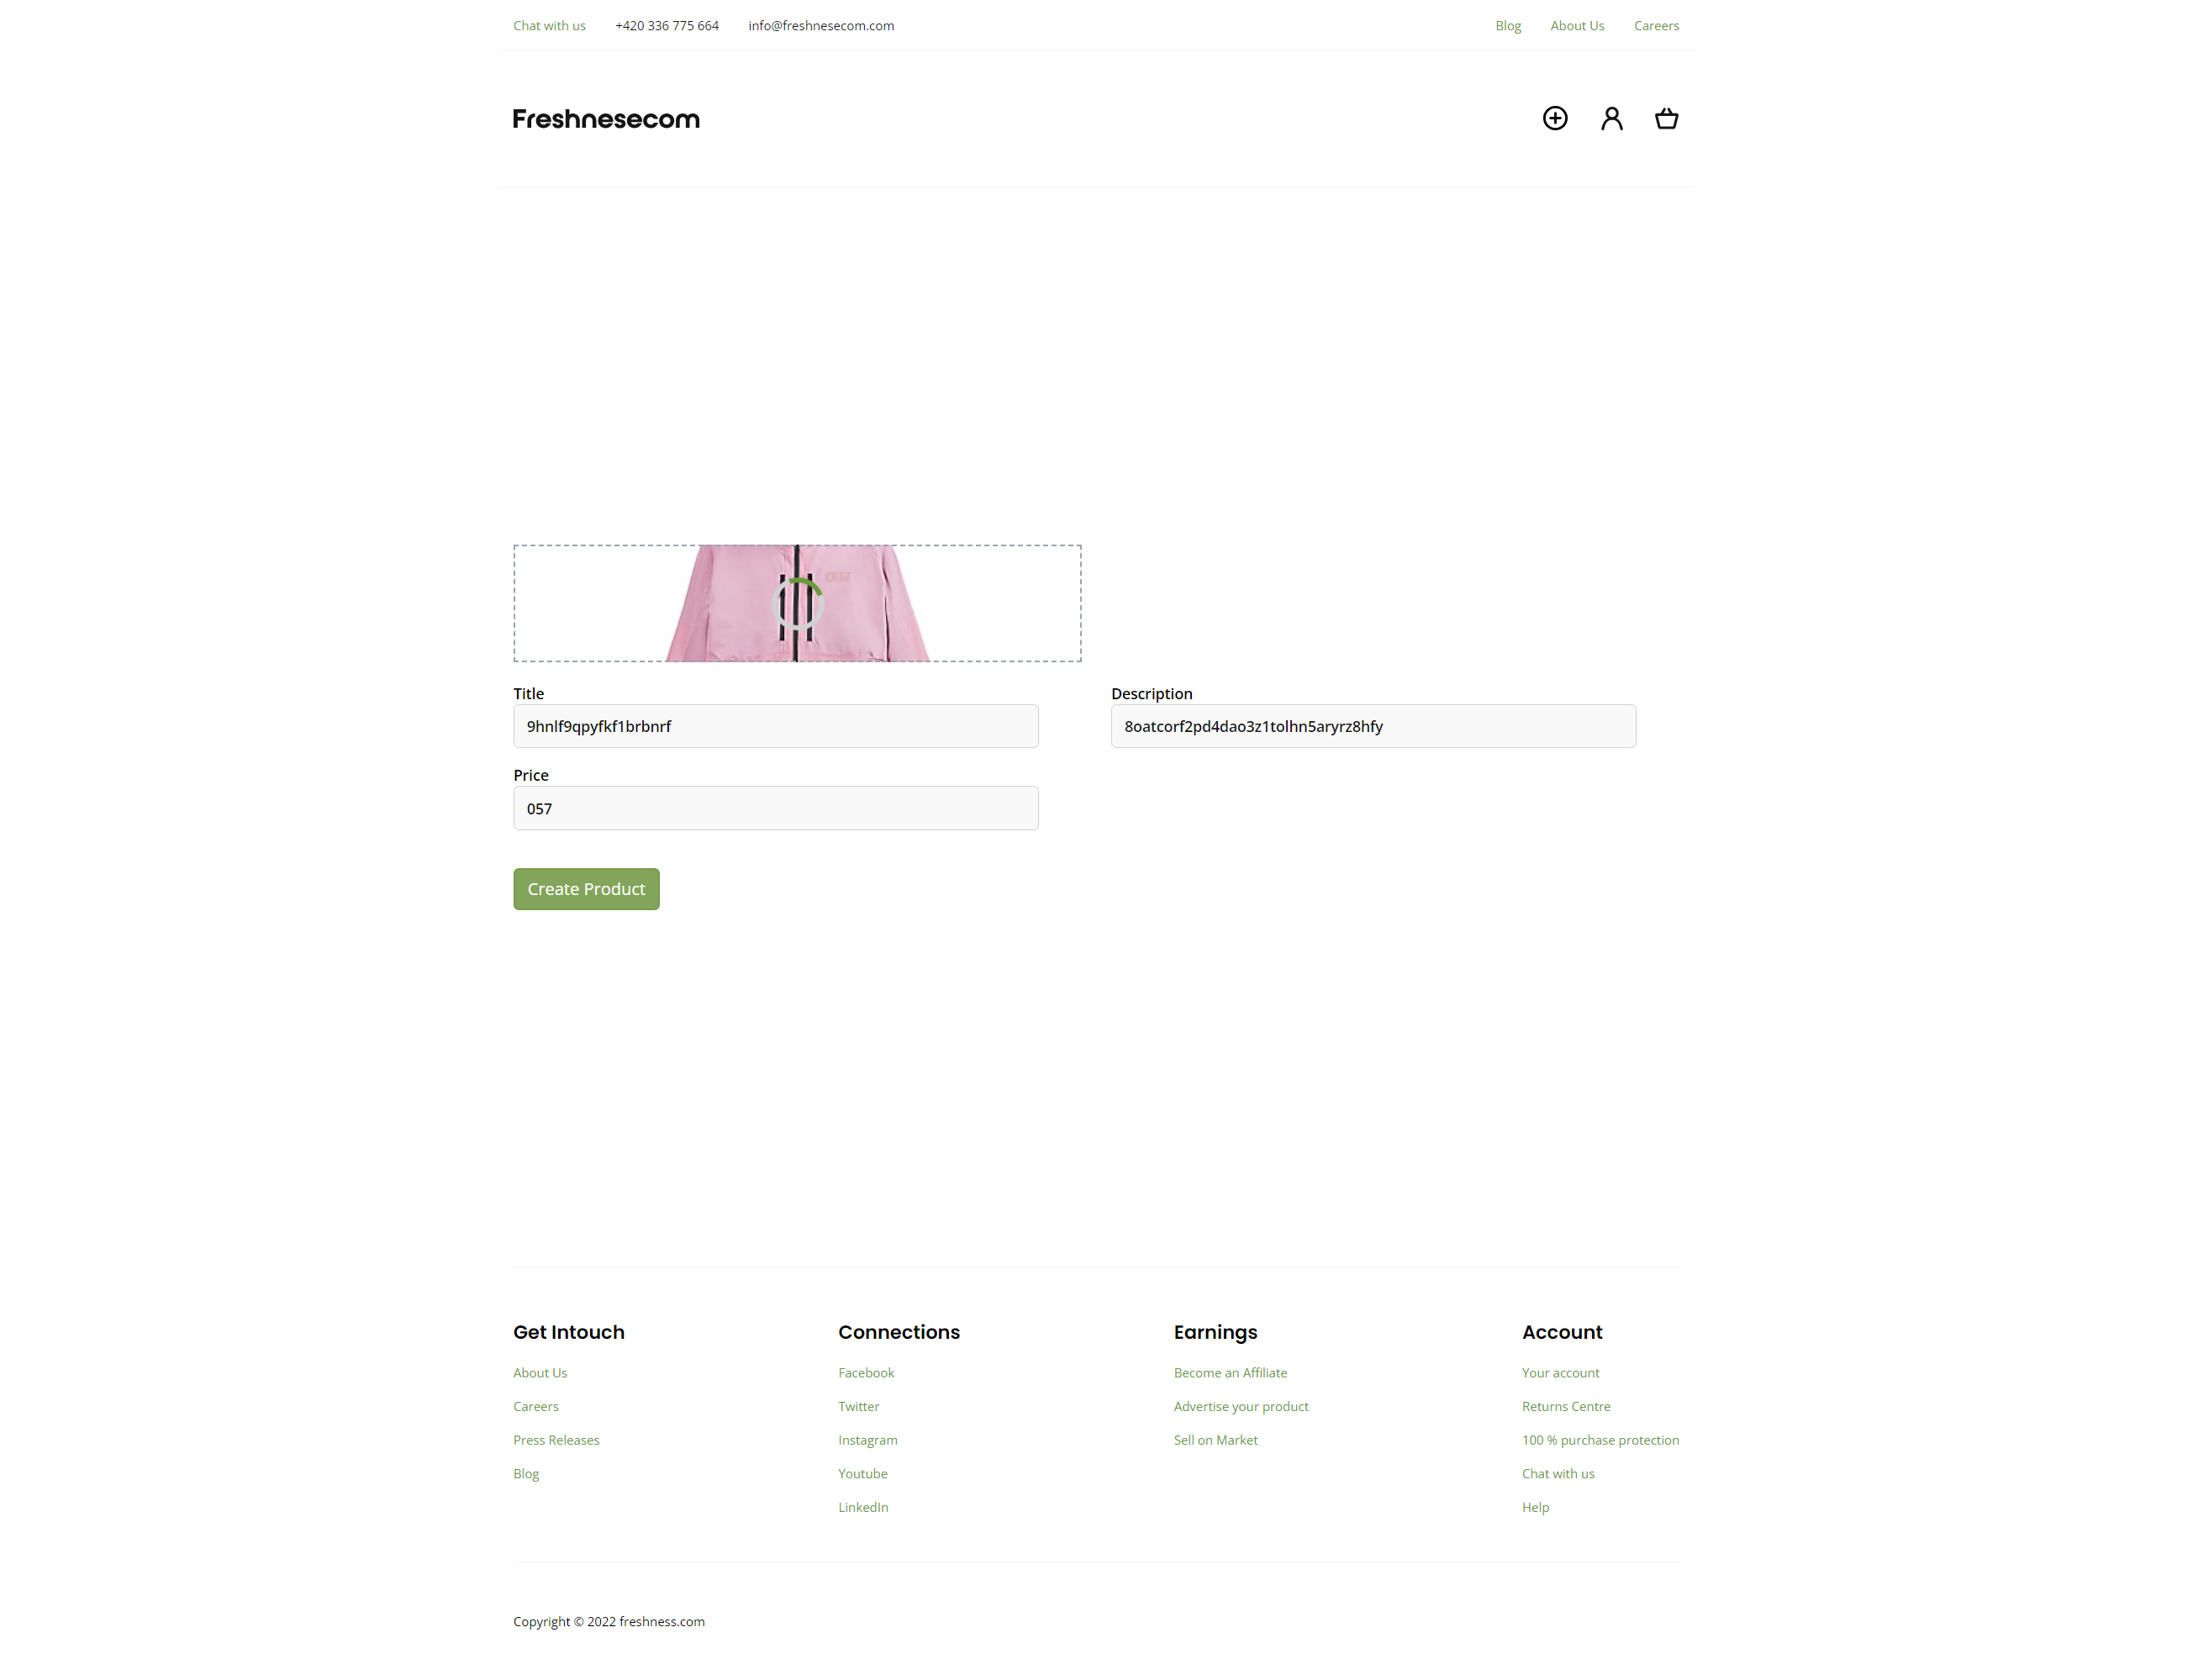 Chat with us +420 336 775 664 info@freshnesecom.com Blog About Us Careers
Freshnesecom
Title Description
9hnlf9qpyfkf1brbnrf 8oatcorf2pd4dao3z1tolhn5aryrz8hfy
Price
057
Create Product
Get Intouch Connections Earnings Account
About Us Facebook Become an Affiliate Your account
Careers Twitter Advertise your product Returns Centre
Press Releases Instagram Sell on Market 100 % purchase protection
Blog Youtube Chat with us
LinkedIn Help
Copyright © 2022 freshness.com